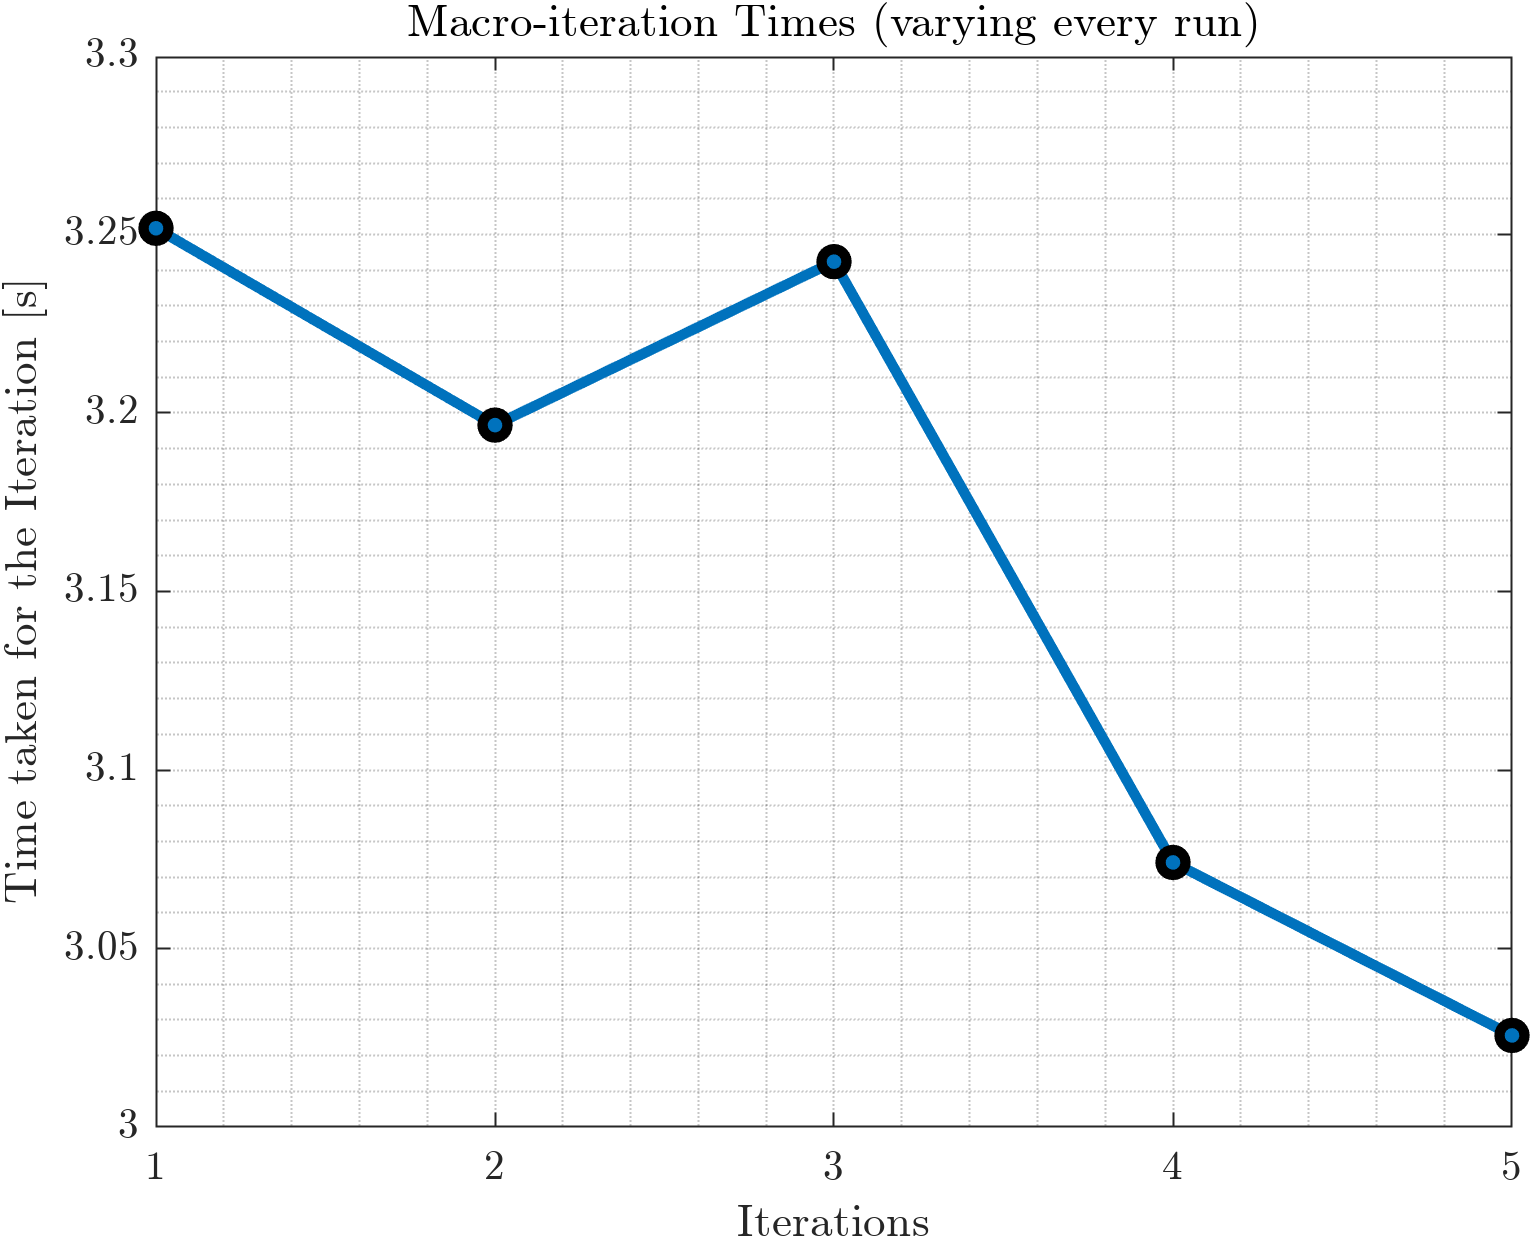 Macro-iteration Times (varying every run)
3.3
3.25
3.2
3.15
3.1
3.05
3
Time taken for the Iteration [s]
1 2 3 4 5
Iterations